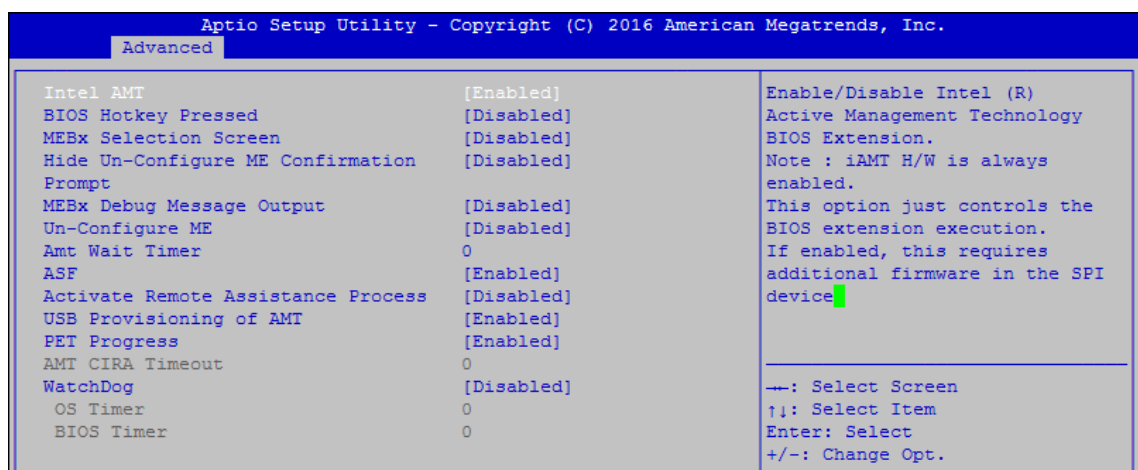 Aptio Setup Utility - Copyright (C) 2016 American Megatrends, Inc.
Advanced
Intel AMT [Enabled]
BIOS Hotkey Pressed [Disabled]
MEBx Selection Screen [Disabled]
Hide Un-Configure ME Confirmation [Disabled]
Prompt
MEBx Debug Message Output [Disabled]
Un-Configure ME [Disabled]
Amt Wait Timer 0
ASF [Enabled]
Activate Remote Assistance Process [Disabled]
USB Provisioning of AMT [Enabled]
PET Progress [Enabled]
AMT CIRA Timeout 0
WatchDog [Disabled]
OS Timer 0
BIOS Timer 0
Enable/Disable Intel (R)
Active Management Technology
BIOS Extension.
Note : iAMT H/W is always
enabled.
This option just controls the
BIOS extension execution.
If enabled, this requires
additional firmware in the SPI
device
→←: Select Screen
↑↓: Select Item
Enter: Select
+/-: Change Opt.